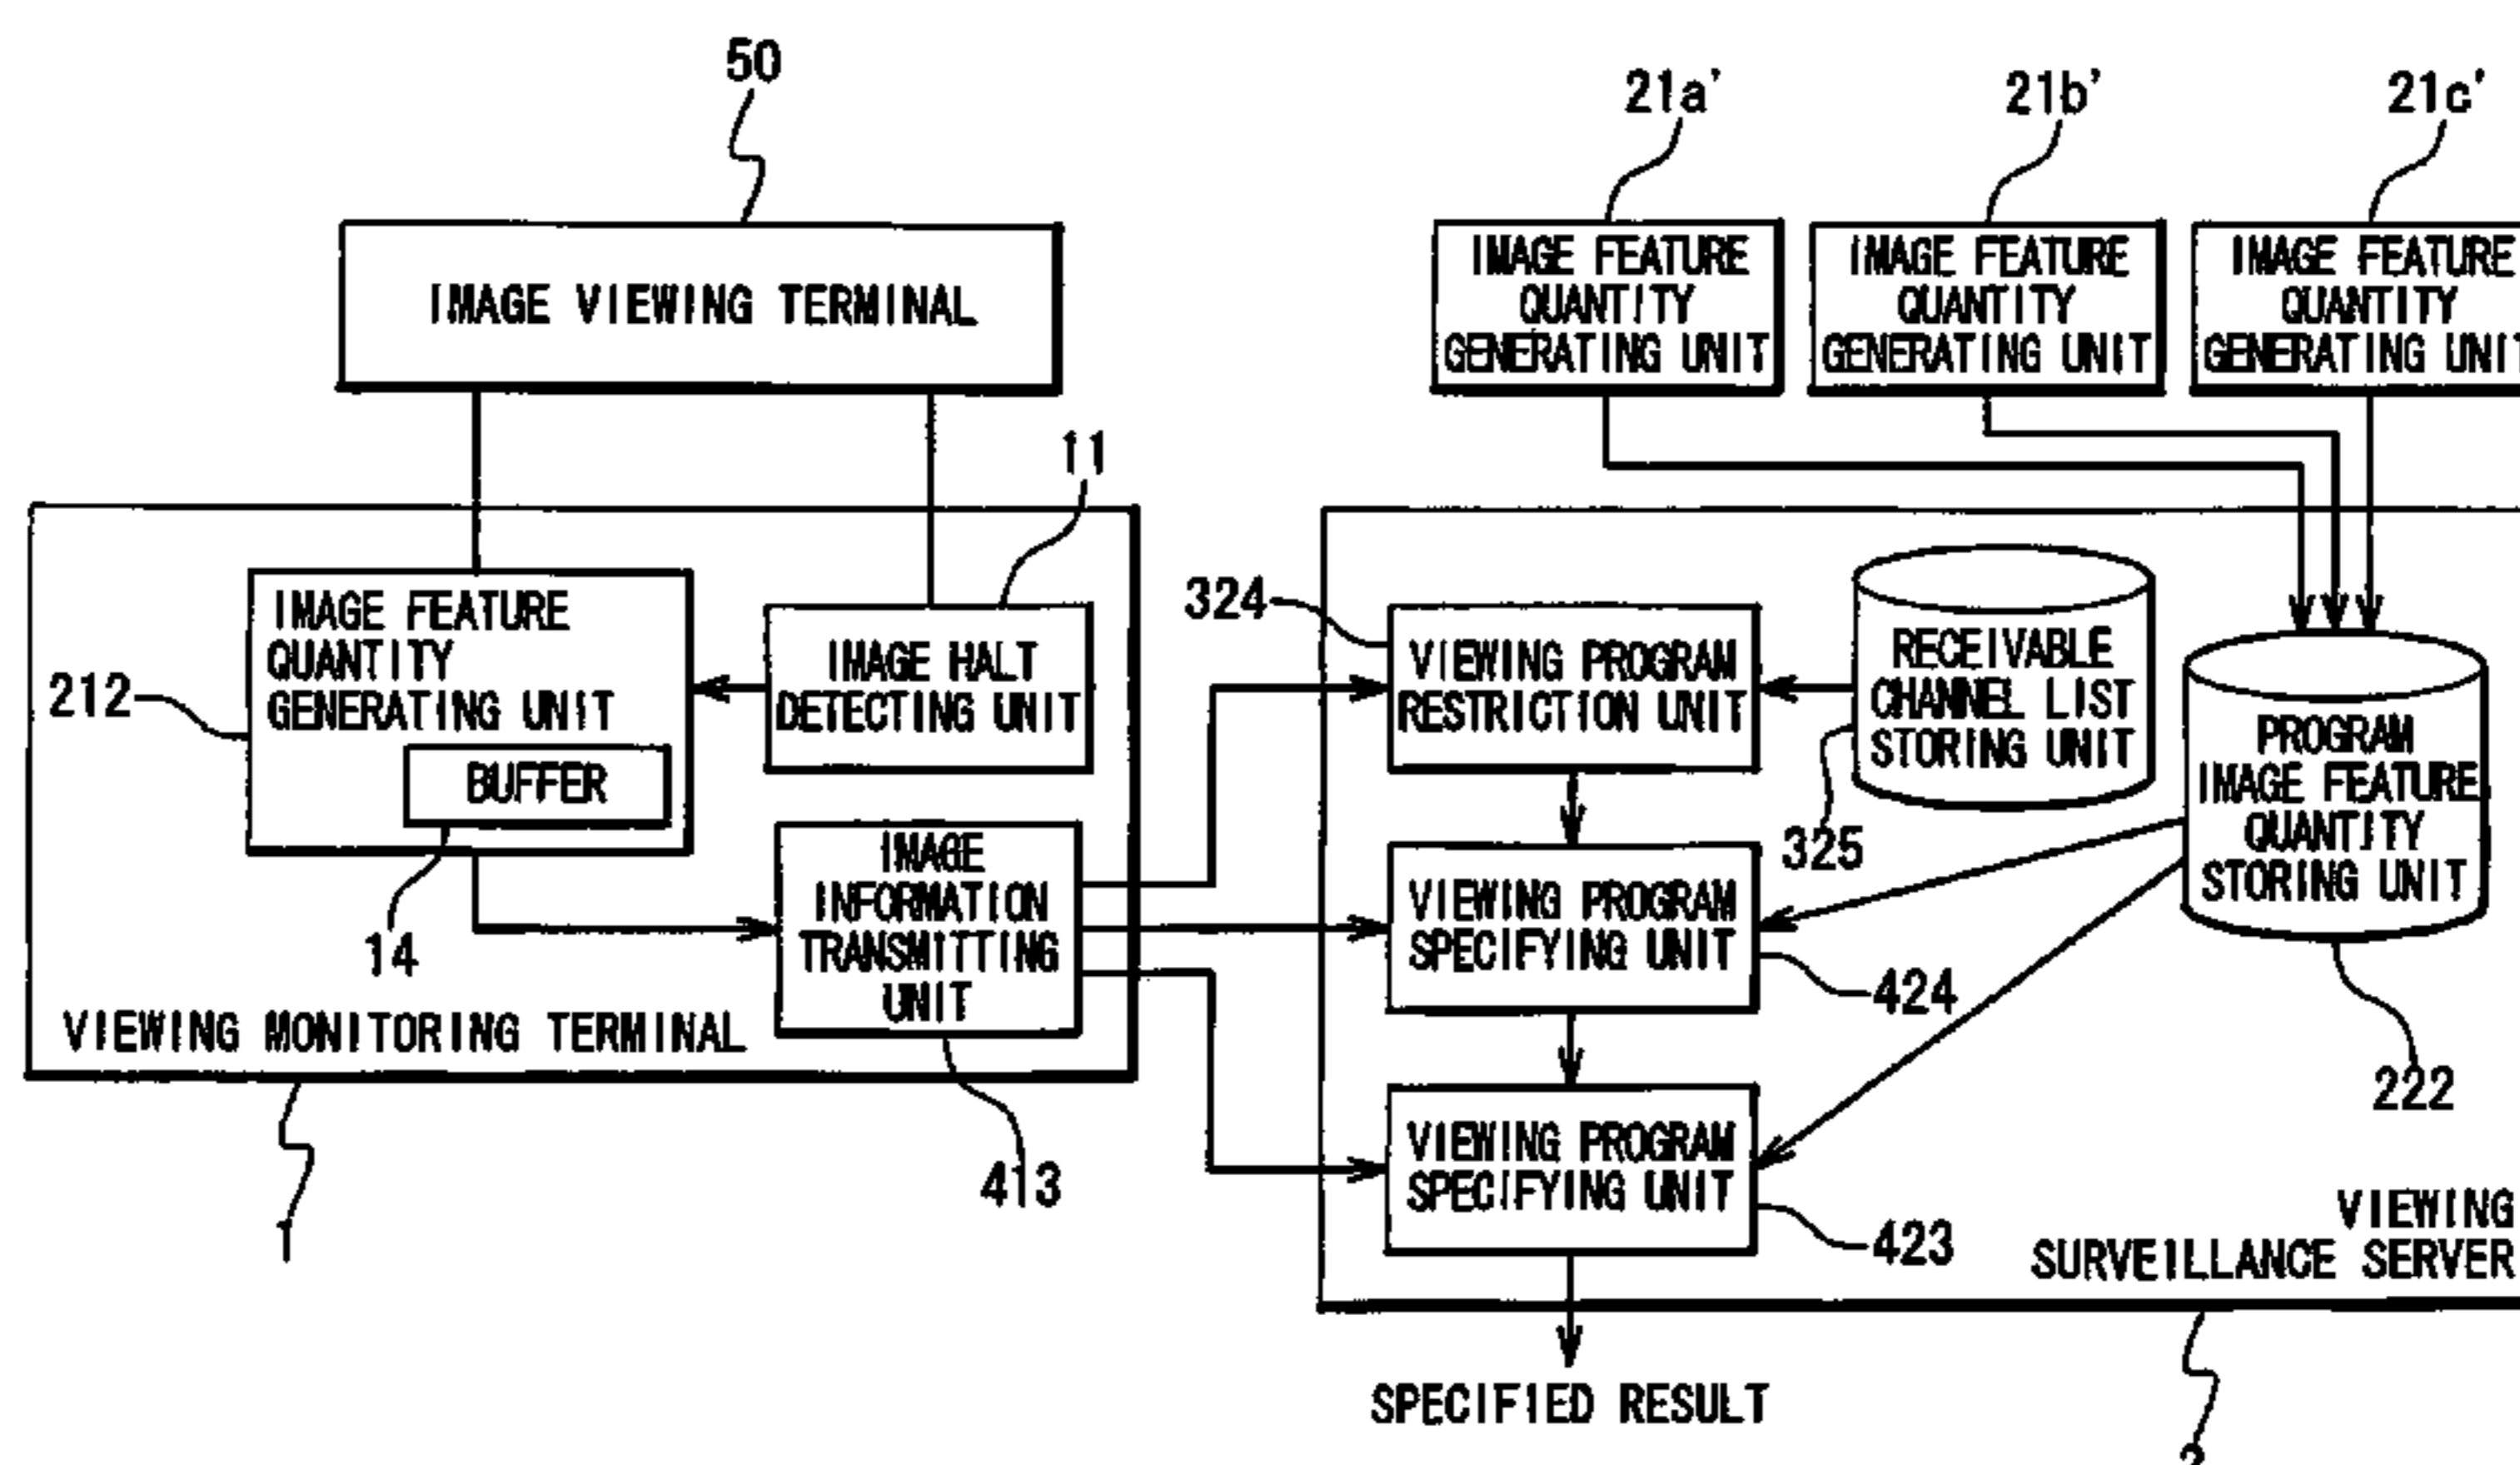 50
21a'
21b'
21c'
IMAGE VIEWING TERMINAL
IMAGE FEATURE
QUANTITY
GENERATING UNIT
IMAGE FEATURE
QUANTITY
GENERATING UNIT
IMAGE FEATURE
QUANTITY
GENERATING UNIT
11
IMAGE FEATURE
QUANTITY
GENERATING UNIT
212
BUFFER
14
IMAGE HALT
DETECTING UNIT
IMAGE
INFORMATION
TRANSMITTING
UNIT
413
VIEWING MONITORING TERMINAL
1
324
VIEWING PROGRAM
RESTRICTION UNIT
RECEIVABLE
CHANNEL LIST
STORING UNIT
325
PROGRAM
IMAGE FEATURE
QUANTITY
STORING UNIT
222
VIEWING PROGRAM
SPECIFYING UNIT
424
VIEWING PROGRAM
SPECIFYING UNIT
423
VIEWING
SURVEILLANCE SERVER
SPECIFIED RESULT